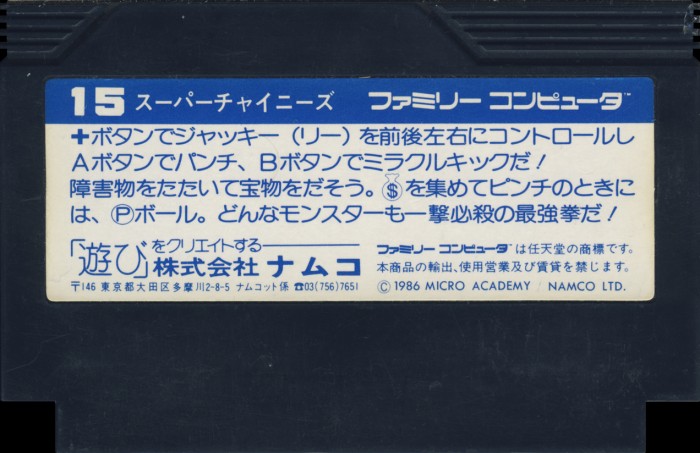 15 スーパーチャイニーズ ファミリー コンピュータ™
+ボタンでジャッキー(リー)を前後左右にコントロールし
Aボタンでパンチ、Bボタンでミラクルキックだ!
障害物をたたいて宝物をだそう。$を集めてピンチのときに
は、Ⓟボール。どんなモンスターも一撃必殺の最強拳だ!
「遊び」をクリエイトする
株式会社 ナムコ
〒146 東京都大田区多摩川2-8-5 ナムコット係 ☎03(756)7651
ファミリー コンピュータ™は任天堂の商標です。
本商品の輸出、使用営業及び賃貸を禁じます。
© 1986 MICRO ACADEMY NAMCO LTD.